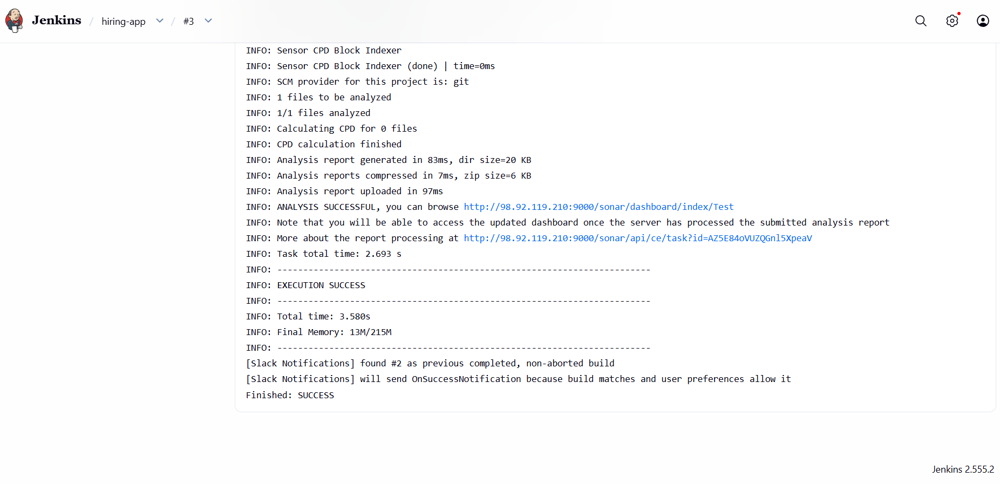 Jenkins / hiring-app / #3
INFO: Sensor CPD Block Indexer
INFO: Sensor CPD Block Indexer (done) | time=0ms
INFO: SCM provider for this project is: git
INFO: 1 files to be analyzed
INFO: 1/1 files analyzed
INFO: Calculating CPD for 0 files
INFO: CPD calculation finished
INFO: Analysis report generated in 83ms, dir size=20 KB
INFO: Analysis reports compressed in 7ms, zip size=6 KB
INFO: Analysis report uploaded in 97ms
INFO: ANALYSIS SUCCESSFUL, you can browse http://98.92.119.210:9000/sonar/dashboard/index/Test
INFO: Note that you will be able to access the updated dashboard once the server has processed the submitted analysis report
INFO: More about the report processing at http://98.92.119.210:9000/sonar/api/ce/task?id=AZ5E84oVUZQGnl5XpeaV
INFO: Task total time: 2.693 s
INFO: ------------------------------------------------------------------------
INFO: EXECUTION SUCCESS
INFO: ------------------------------------------------------------------------
INFO: Total time: 3.580s
INFO: Final Memory: 13M/215M
INFO: ------------------------------------------------------------------------
[Slack Notifications] found #2 as previous completed, non-aborted build
[Slack Notifications] will send OnSuccessNotification because build matches and user preferences allow it
Finished: SUCCESS
Jenkins 2.555.2